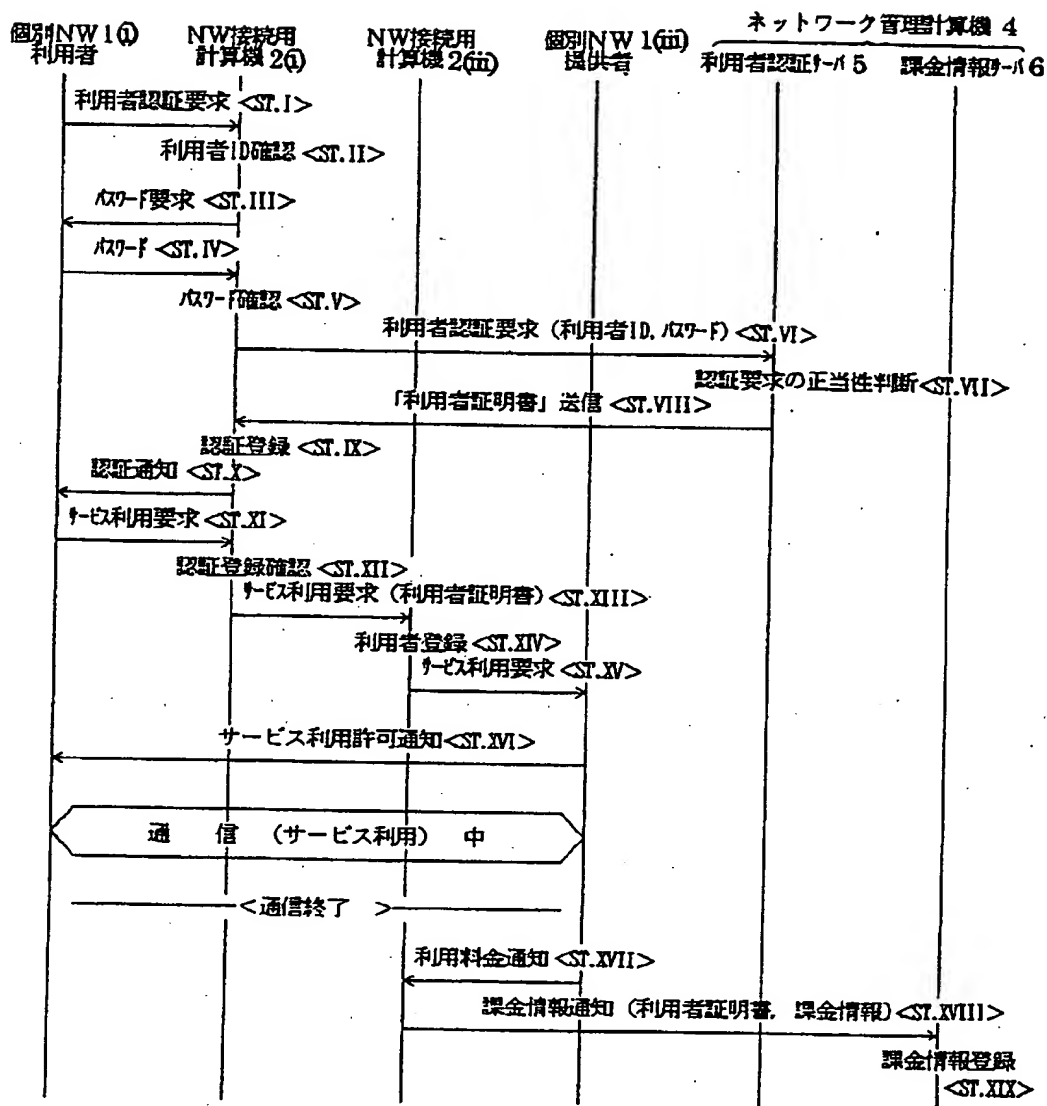 ネットワーク管理計算機 4
個別NW 1(i)
利用者
NW接続用
計算機 2(i)
NW接続用
計算機 2(iii)
個別NW 1(iii)
提供者
利用者認証サーバ 5
課金情報サーバ 6
利用者認証要求 <ST.I>
利用者ID確認 <ST.II>
パスワード要求 <ST.III>
パスワード <ST.IV>
パスワード確認 <ST.V>
利用者認証要求 (利用者ID, パスワード) <ST.VI>
認証要求の正当性判断 <ST.VII>
「利用者証明書」送信 <ST.VIII>
認証登録 <ST.IX>
認証通知 <ST.X>
サービス利用要求 <ST.XI>
認証登録確認 <ST.XII>
サービス利用要求 (利用者証明書) <ST.XIII>
利用者登録 <ST.XIV>
サービス利用要求 <ST.XV>
サービス利用許可通知 <ST.XVI>
通 信 (サービス利用) 中
<通信終了 >
利用料金通知 <ST.XVII>
課金情報通知 (利用者証明書, 課金情報) <ST.XVIII>
課金情報登録
<ST.XIX>